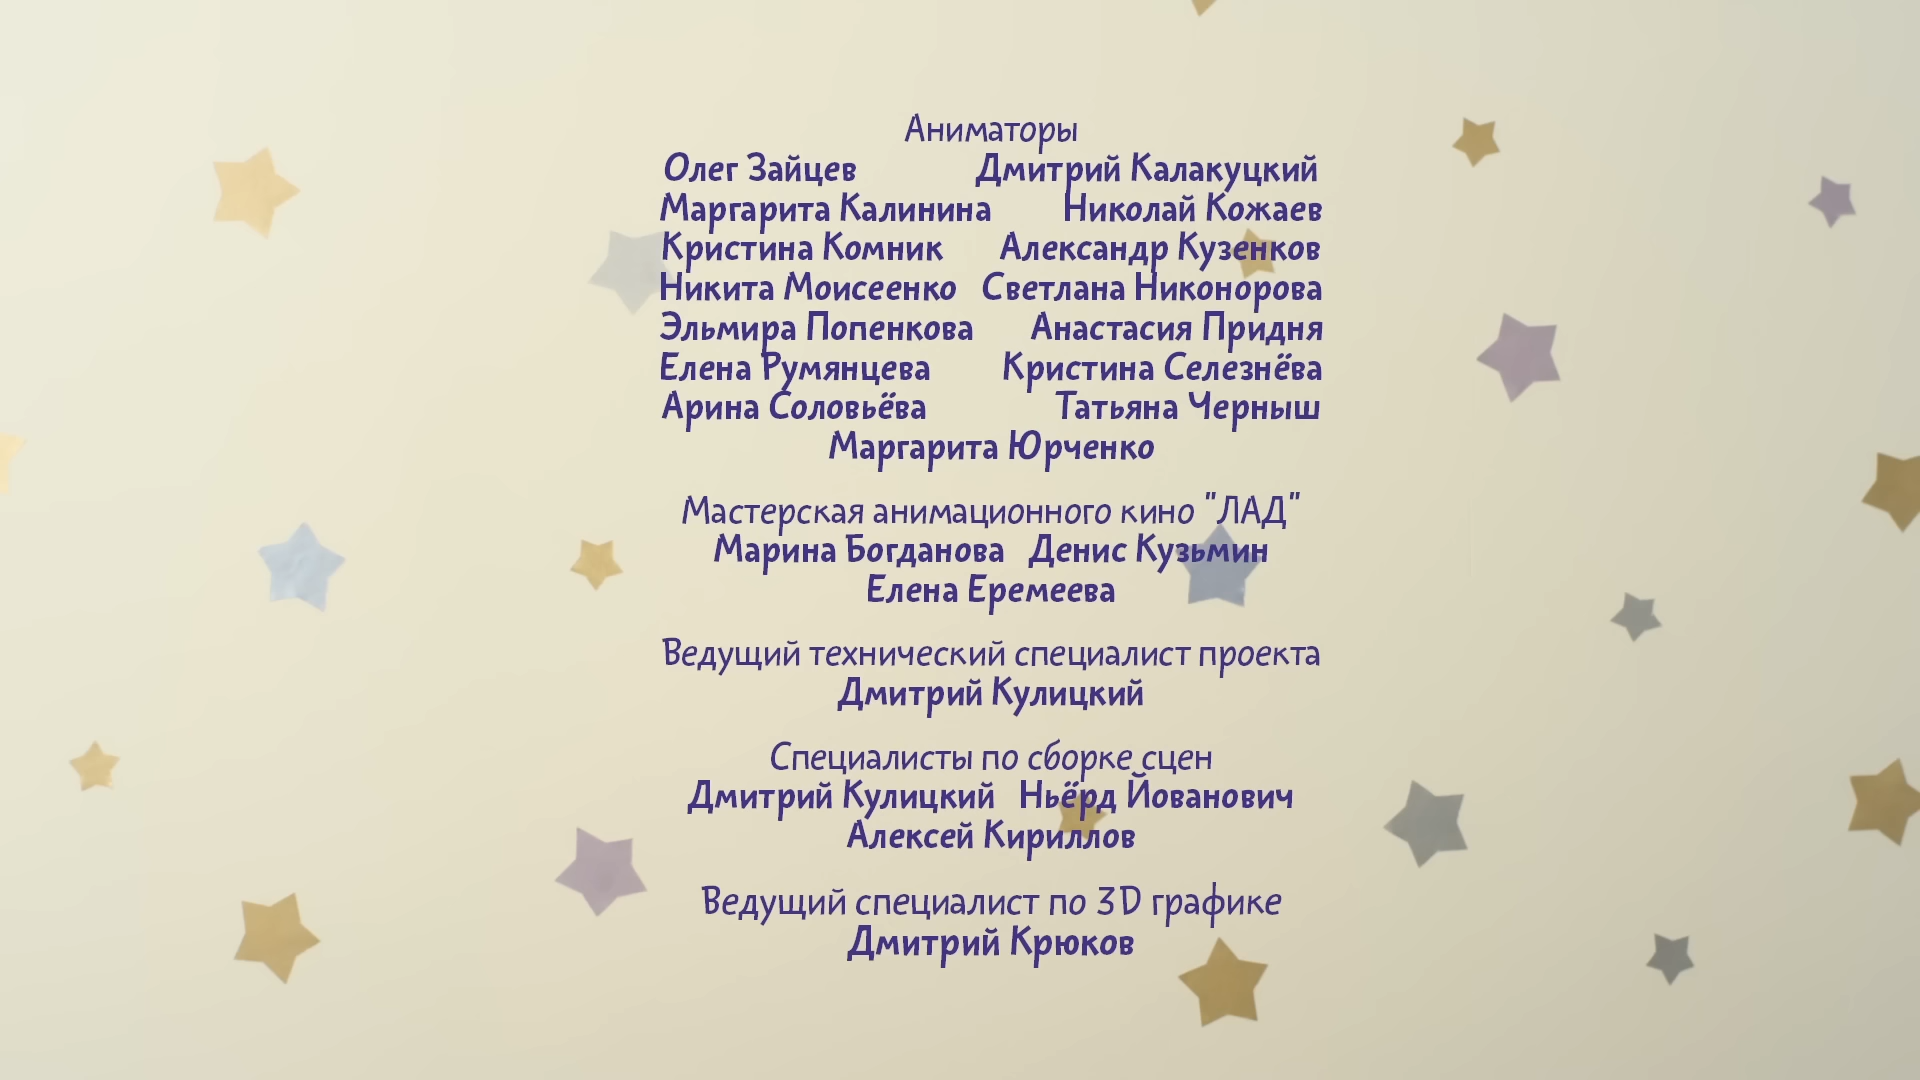 Аниматоры
Олег Зайцев Дмитрий Калакуцкий
Маргарита Калинина Николай Кожаев
Кристина Комник Александр Кузенков
Никита Моисеенко Светлана Никонорова
Эльмира Попенкова Анастасия Придня
Елена Румянцева Кристина Селезнёва
Арина Соловьёва Татьяна Черныш
Маргарита Юрченко
Мастерская анимационного кино "ЛАД"
Марина Богданова Денис Кузьмин
Елена Еремеева
Ведущий технический специалист проекта
Дмитрий Кулицкий
Специалисты по сборке сцен
Дмитрий Кулицкий Ньёрд Йованович
Алексей Кириллов
Ведущий специалист по 3D графике
Дмитрий Крюков